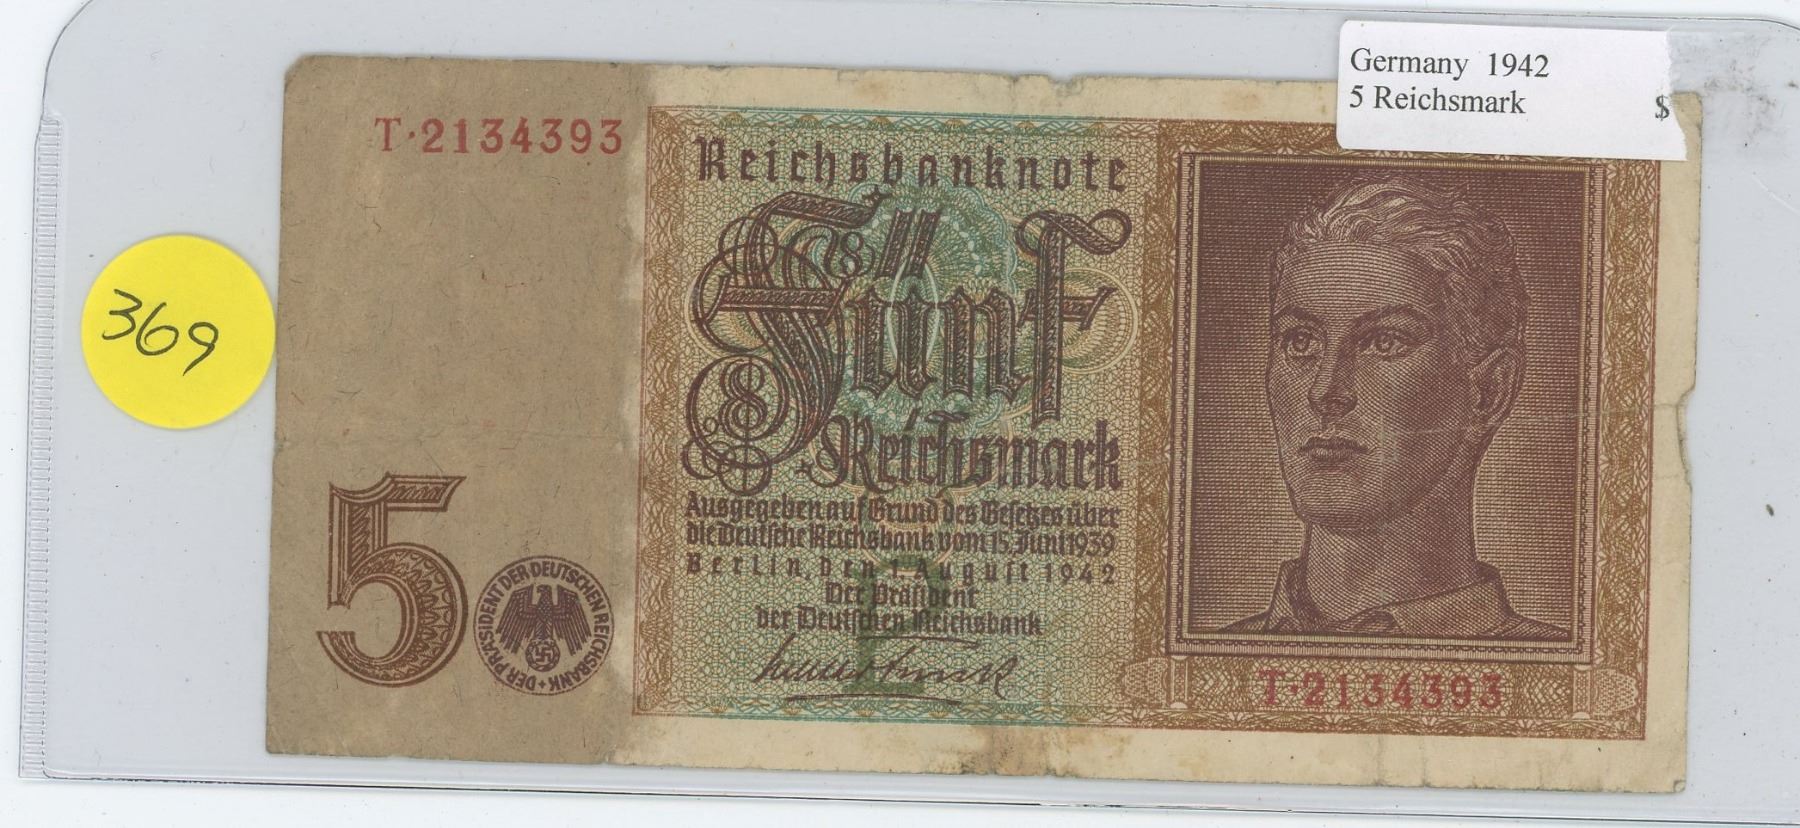 Germany 1942
5 Reichsmark $
369
T·2134393
Reichsbanknote
Fünf
Reichsmark
Ausgegeben auf Grund des Gesetzes über
die Deutsche Reichsbank vom 15. Juni 1939
Berlin, den 1. August 1942
Der Präsident
der Deutschen Reichsbank
Walther Funk
5
DER PRÄSIDENT DER DEUTSCHEN REICHSBANK
T·2134393